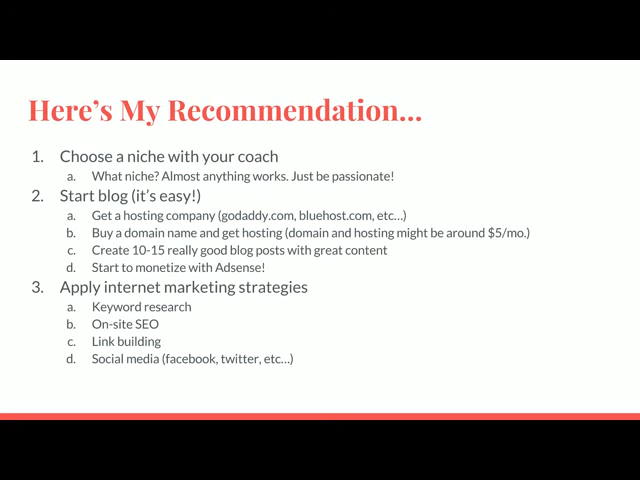 Here's My Recommendation...
1. Choose a niche with your coach
a. What niche? Almost anything works. Just be passionate!
2. Start blog (it's easy!)
a. Get a hosting company (godaddy.com, bluehost.com, etc...)
b. Buy a domain name and get hosting (domain and hosting might be around $5/mo.)
c. Create 10-15 really good blog posts with great content
d. Start to monetize with Adsense!
3. Apply internet marketing strategies
a. Keyword research
b. On-site SEO
c. Link building
d. Social media (facebook, twitter, etc...)